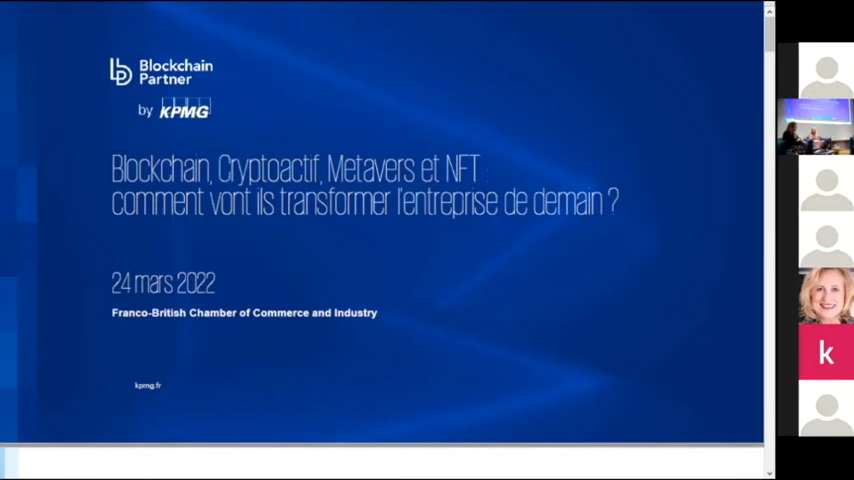 Blockchain
Partner
by KPMG
Blockchain, Cryptoactif, Metavers et NFT :
comment vont ils transformer l'entreprise de demain ?
24 mars 2022
Franco-British Chamber of Commerce and Industry
kpmg.fr
k